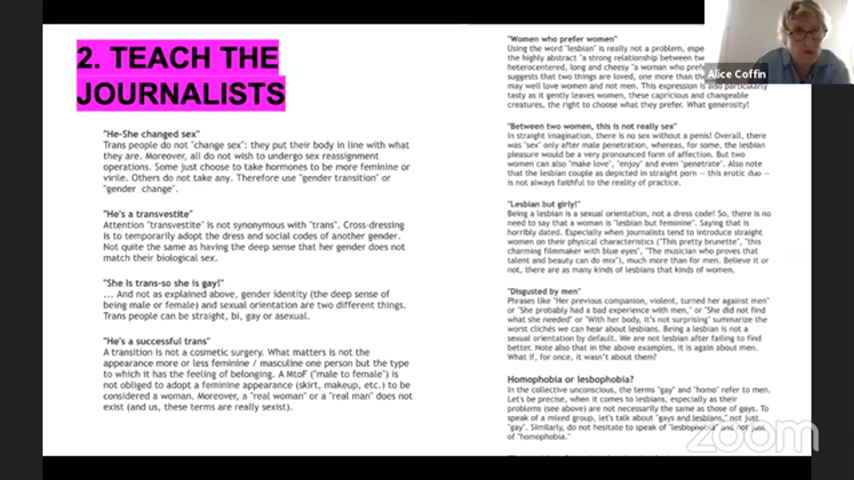 2. TEACH THE
JOURNALISTS
"He-She changed sex"
Trans people do not "change sex": they put their body in line with what
they are. Moreover, all do not wish to undergo sex reassignment
operations. Some just choose to take hormones to be more feminine or
virile. Others do not take any. Therefore use "gender transition" or
"gender change".
"He's a transvestite"
Attention "transvestite" is not synonymous with "trans". Cross-dressing
is to temporarily adopt the dress and social codes of another gender.
Not quite the same as having the deep sense that her gender does not
match their biological sex.
"She is trans-so she is gay!"
... And not as explained above, gender identity (the deep sense of
being male or female) and sexual orientation are two different things.
Trans people can be straight, bi, gay or asexual.
"He's a successful trans"
A transition is not a cosmetic surgery. What matters is not the
appearance more or less feminine / masculine one person but the type
to which it has the feeling of belonging. A MtoF ("male to female") is
not obliged to adopt a feminine appearance (skirt, makeup, etc.) to be
considered a woman. Moreover, a "real woman" or a "real man" does not
exist (and us, these terms are really sexist).
"Women who prefer women"
Using the word "lesbian" is really not a problem,
the highly abstract "a strong relationship between
heterocentered, long and cheesy "a woman who
suggests that two things are loved, one more than
may well love women and not men. This expression is also particularly
tasty as it gently leaves women, these capricious and changeable
creatures, the right to choose what they prefer. What generosity!
"Between two women, this is not really sex"
In straight imagination, there is no sex without a penis! Overall, there
was "sex" only after male penetration, whereas, for some, the lesbian
pleasure would be a very pronounced form of affection. But two
women can also "make love", "enjoy" and even "penetrate". Also note
that the lesbian couple as depicted in straight porn — this erotic duo —
is not always faithful to the reality of practice.
"Lesbian but girly!"
Being a lesbian is a sexual orientation, not a dress code! So, there is no
need to say that a woman is "lesbian but feminine". Saying that is
horribly dated. Especially when journalists tend to introduce straight
women on their physical characteristics ("This pretty brunette", "this
charming filmmaker with blue eyes", "The musician who proves that
talent and beauty can do mix"), much more than for men. Believe it or
not, there are as many kinds of lesbians that kinds of women.
"Disgusted by men"
Phrases like "Her previous companion, violent, turned her against men"
or "She probably had a bad experience with men," or "She did not find
what she needed" or "With her body, it's not surprising" summarize the
worst clichés we can hear about lesbians. Being a lesbian is not a
sexual orientation by default. We are not lesbian after failing to find
better. Note also that in the above examples, it is again about men.
What if, for once, it wasn't about them?
Homophobia or lesbophobia?
In the collective unconscious, the terms "gay" and "homo" refer to men.
Let's be precise, when it comes to lesbians, especially as their
problems (see above) are not necessarily the same as those of gays. To
speak of a mixed group, let's talk about "gays and lesbians," not just
"gay". Similarly, do not hesitate to speak of "lesbophobia" and not just
of "homophobia."
Alice Coffin
zoom